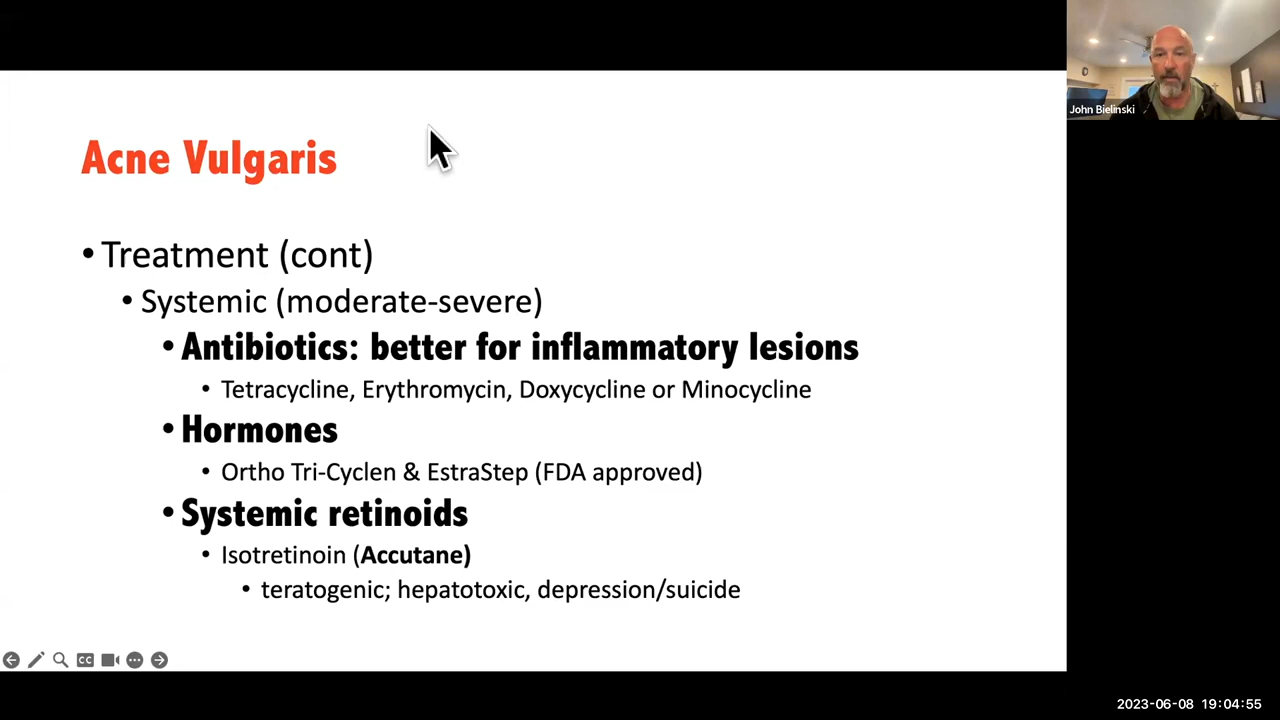 John Bielinski
Acne Vulgaris
• Treatment (cont)
• Systemic (moderate-severe)
• Antibiotics: better for inflammatory lesions
• Tetracycline, Erythromycin, Doxycycline or Minocycline
• Hormones
• Ortho Tri-Cyclen & EstraStep (FDA approved)
• Systemic retinoids
• Isotretinoin (Accutane)
• teratogenic; hepatotoxic, depression/suicide
CC
2023-06-08 19:04:55